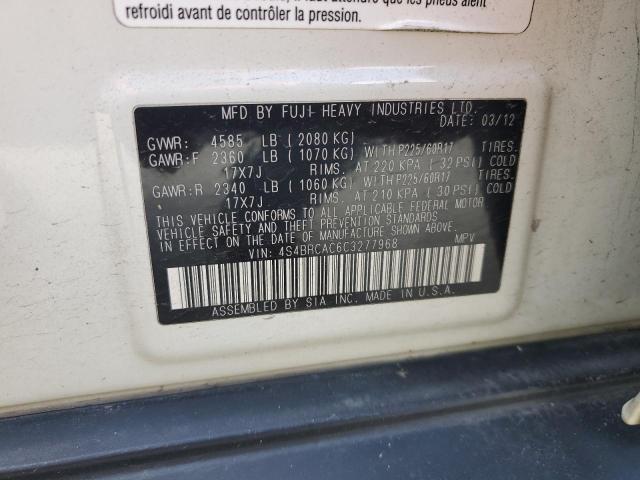 refroidi avant de contrôler la pression.
MFD BY FUJI HEAVY INDUSTRIES LTD.
DATE: 03/12
GVWR: 4585 LB ( 2080 KG)
GAWR:F 2360 LB ( 1070 KG) WITH P225/60R17 TIRES.
17X7J RIMS. AT 220 KPA ( 32 PSI) COLD
GAWR:R 2340 LB ( 1060 KG) WITH P225/60R17 TIRES.
17X7J RIMS. AT 210 KPA ( 30 PSI) COLD
THIS VEHICLE CONFORMS TO ALL APPLICABLE FEDERAL MOTOR
VEHICLE SAFETY AND BUMPER STANDARDS IN EFFECT ON THE
DATE OF MANUFACTURE SHOWN ABOVE.
VIN: 4S4BRCAC6C3277968 MPV
ASSEMBLED BY SIA INC. MADE IN U.S.A.